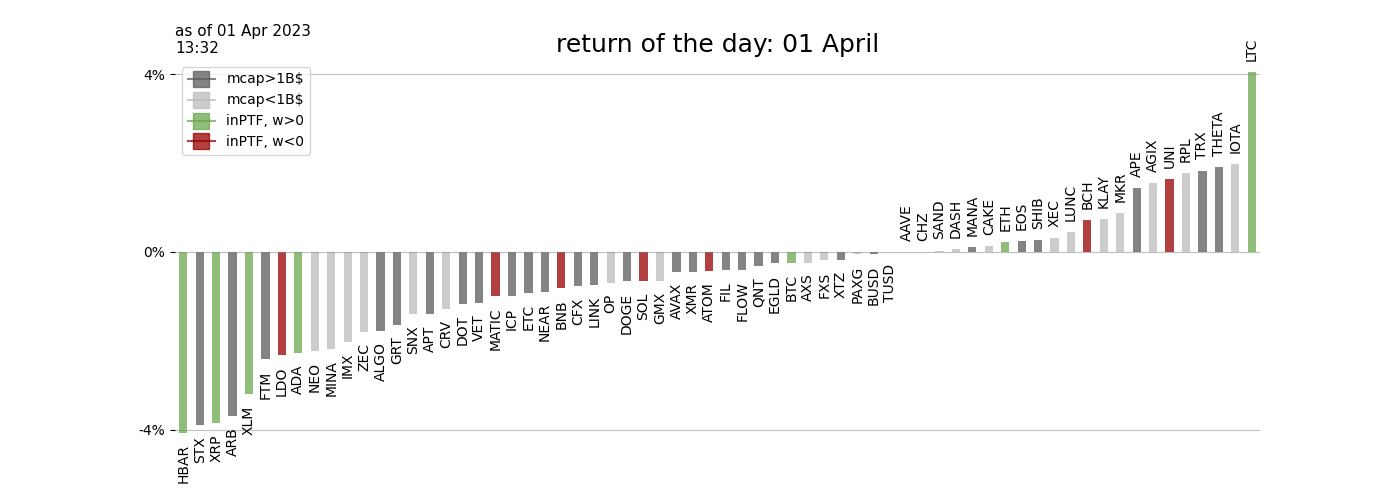 as of 01 Apr 2023
13:32
return of the day: 01 April
mcap>1B$
mcap<1B$
inPTF, w>0
inPTF, w<0
4%
0%
-4%
HBAR
STX
XRP
ARB
XLM
FTM
LDO
ADA
NEO
MINA
IMX
ZEC
ALGO
GRT
SNX
APT
CRV
DOT
VET
MATIC
ICP
ETC
NEAR
BNB
CFX
LINK
OP
DOGE
SOL
GMX
AVAX
XMR
ATOM
FIL
FLOW
QNT
EGLD
BTC
AXS
FXS
XTZ
PAXG
BUSD
TUSD
AAVE
CHZ
SAND
DASH
MANA
CAKE
ETH
EOS
SHIB
XEC
LUNC
BCH
KLAY
MKR
APE
AGIX
UNI
RPL
TRX
THETA
IOTA
LTC